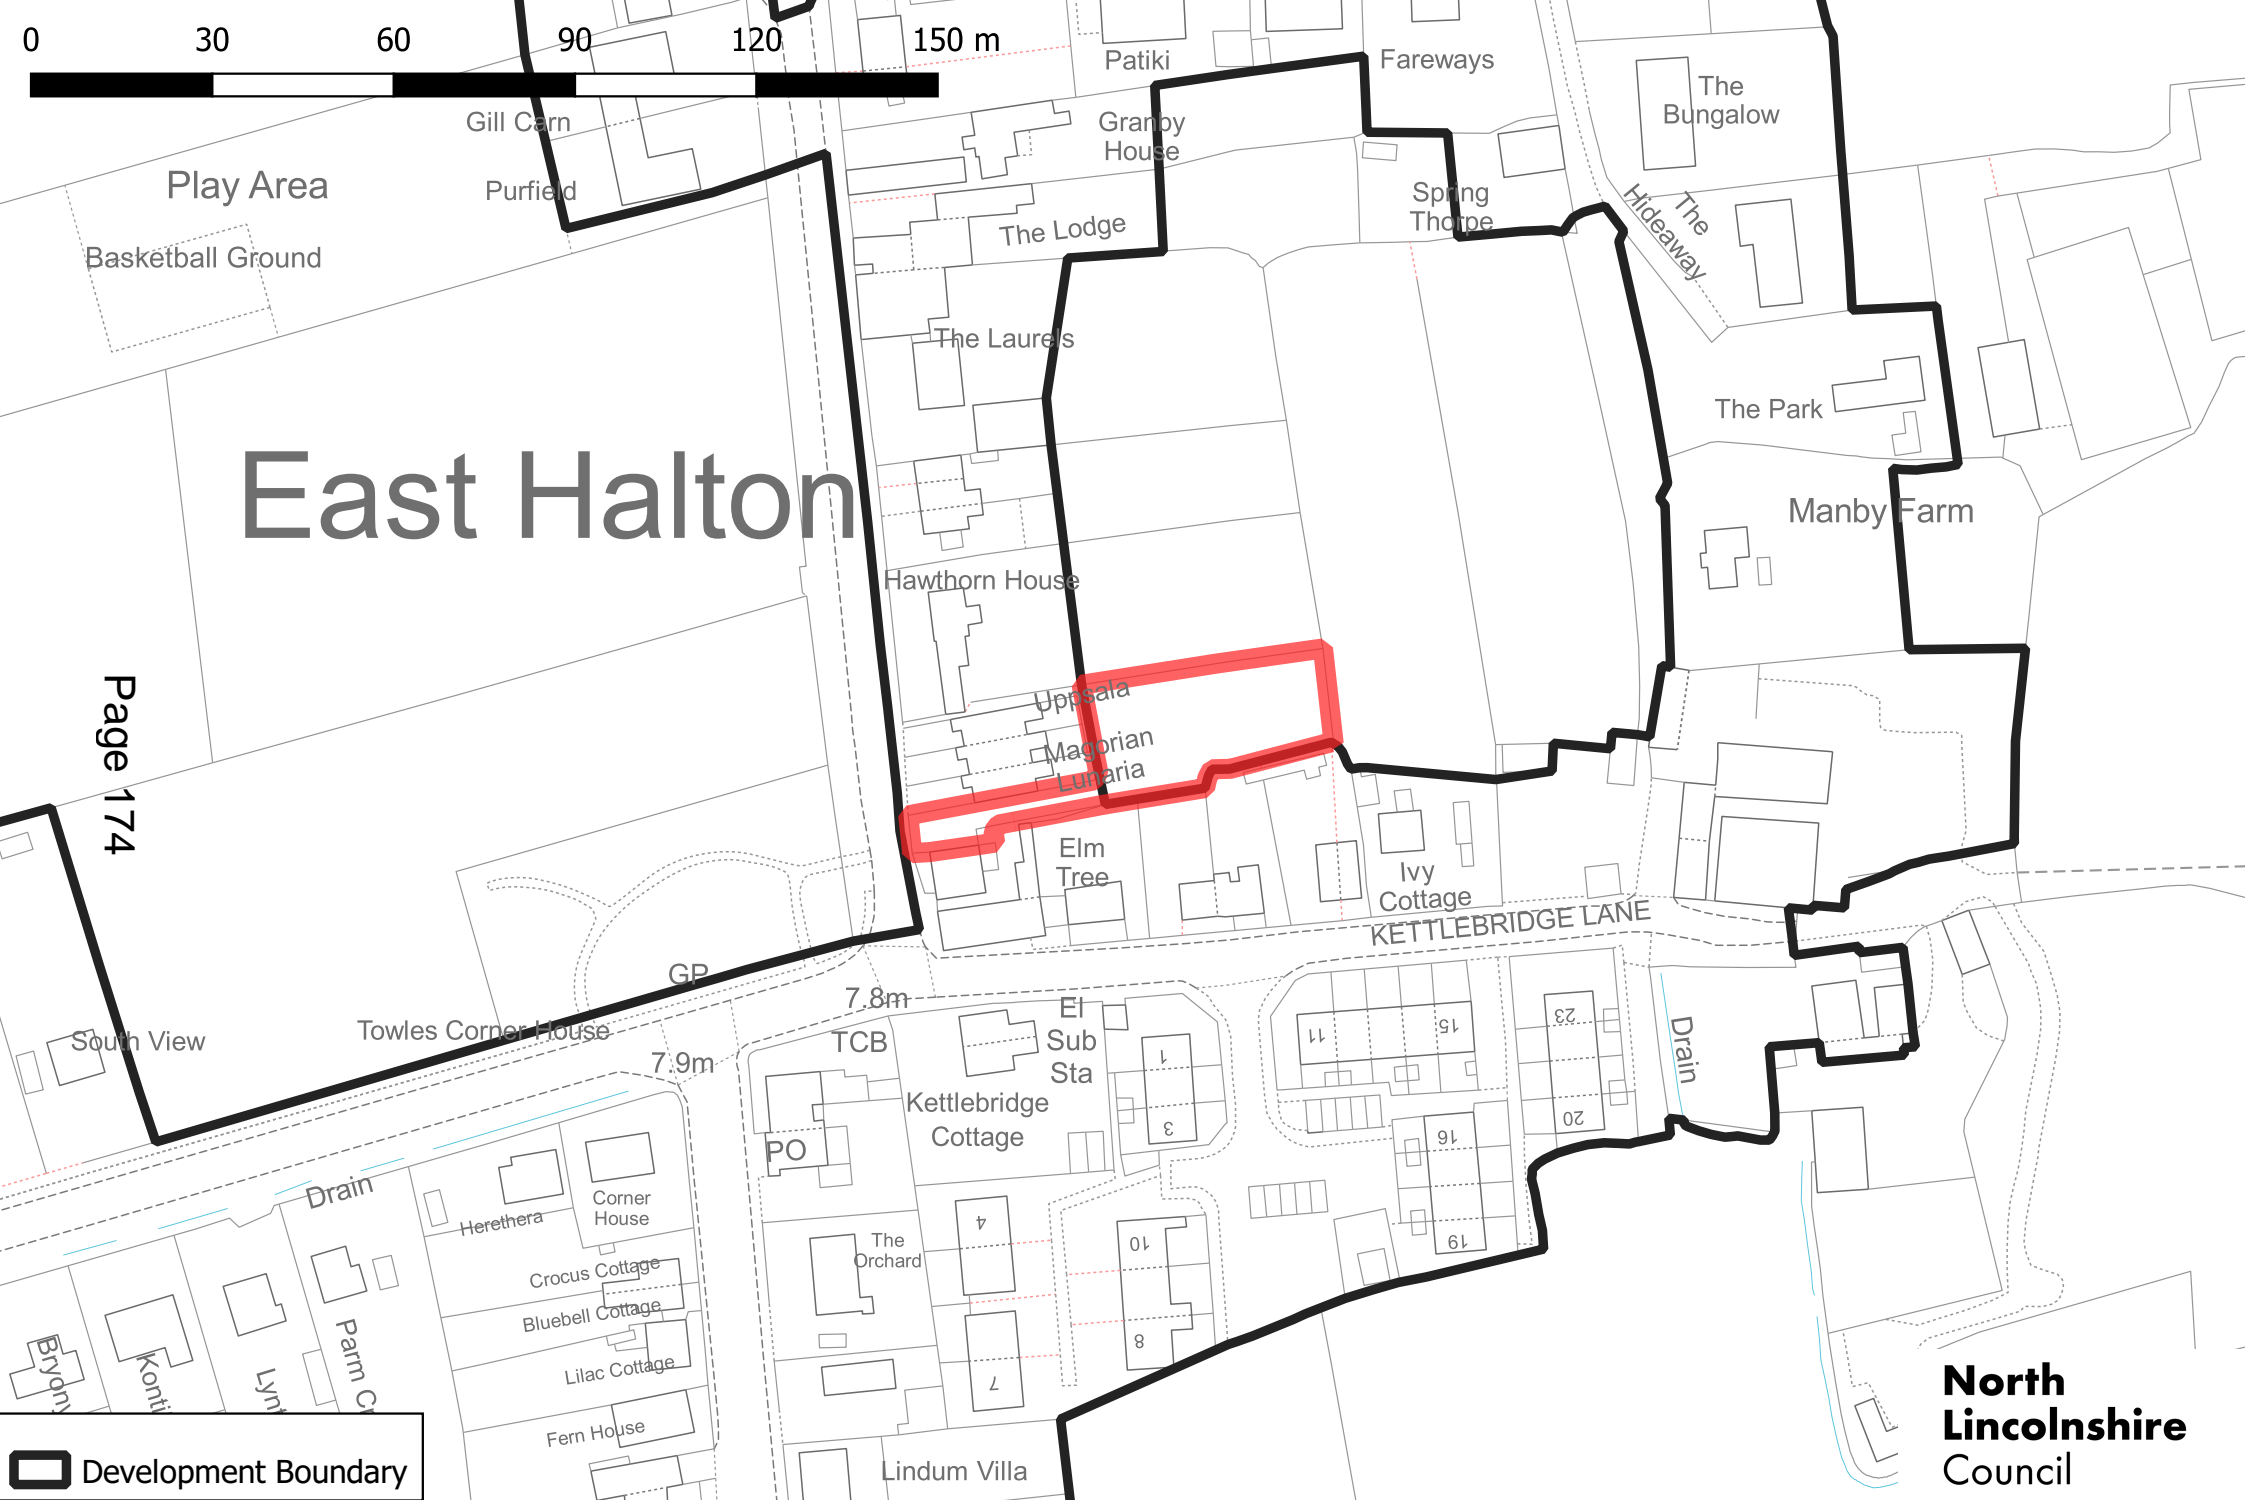 0 30 60 90 120 150 m
Patiki
Fareways
The
Bungalow
Gill Carn
Granby
House
Play Area
Purfield
Spring
Thorpe
The
Hideaway
The Lodge
Basketball Ground
The Laurels
The Park
East Halton
Manby Farm
Hawthorn House
Uppsala
Magorian
Lunaria
Page 174
Elm
Tree
Ivy
Cottage
KETTLEBRIDGE LANE
GP
7.8m
El
Sub
Sta
Towles Corner House
South View
TCB
7.9m
11
15
23
Drain
1
Kettlebridge
Cottage
3
16
20
PO
Drain
Herethera
Corner
House
4
The
Orchard
10
19
Crocus Cottage
Bluebell Cottage
8
Lilac Cottage
7
Bryony
Konti
Lynt
Parm Cr
Fern House
Lindum Villa
Development Boundary
North
Lincolnshire
Council